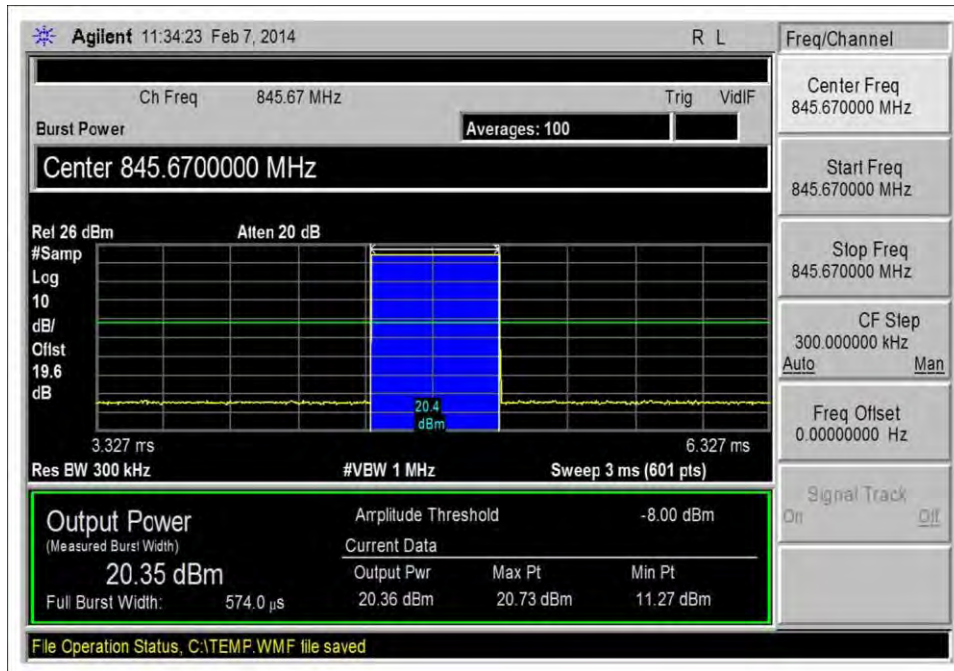 Agilent 11:34:23 Feb 7, 2014 R L
Freq/Channel
Ch Freq 845.67 MHz Trig VidIF
Burst Power Averages: 100
Center 845.6700000 MHz
Ref 26 dBm Atten 20 dB
#Samp
Log
10
dB/
Offst
19.6
dB
20.4
dBm
3.327 ms 6.327 ms
Res BW 300 kHz #VBW 1 MHz Sweep 3 ms (601 pts)
Output Power
(Measured Burst Width)
20.35 dBm
Full Burst Width: 574.0 µs
Amplitude Threshold -8.00 dBm
Current Data
Output Pwr Max Pt Min Pt
20.36 dBm 20.73 dBm 11.27 dBm
File Operation Status, C:\TEMP.WMF file saved
Center Freq
845.670000 MHz
Start Freq
845.670000 MHz
Stop Freq
845.670000 MHz
CF Step
300.000000 kHz
Auto Man
Freq Offset
0.00000000 Hz
Signal Track
On Off